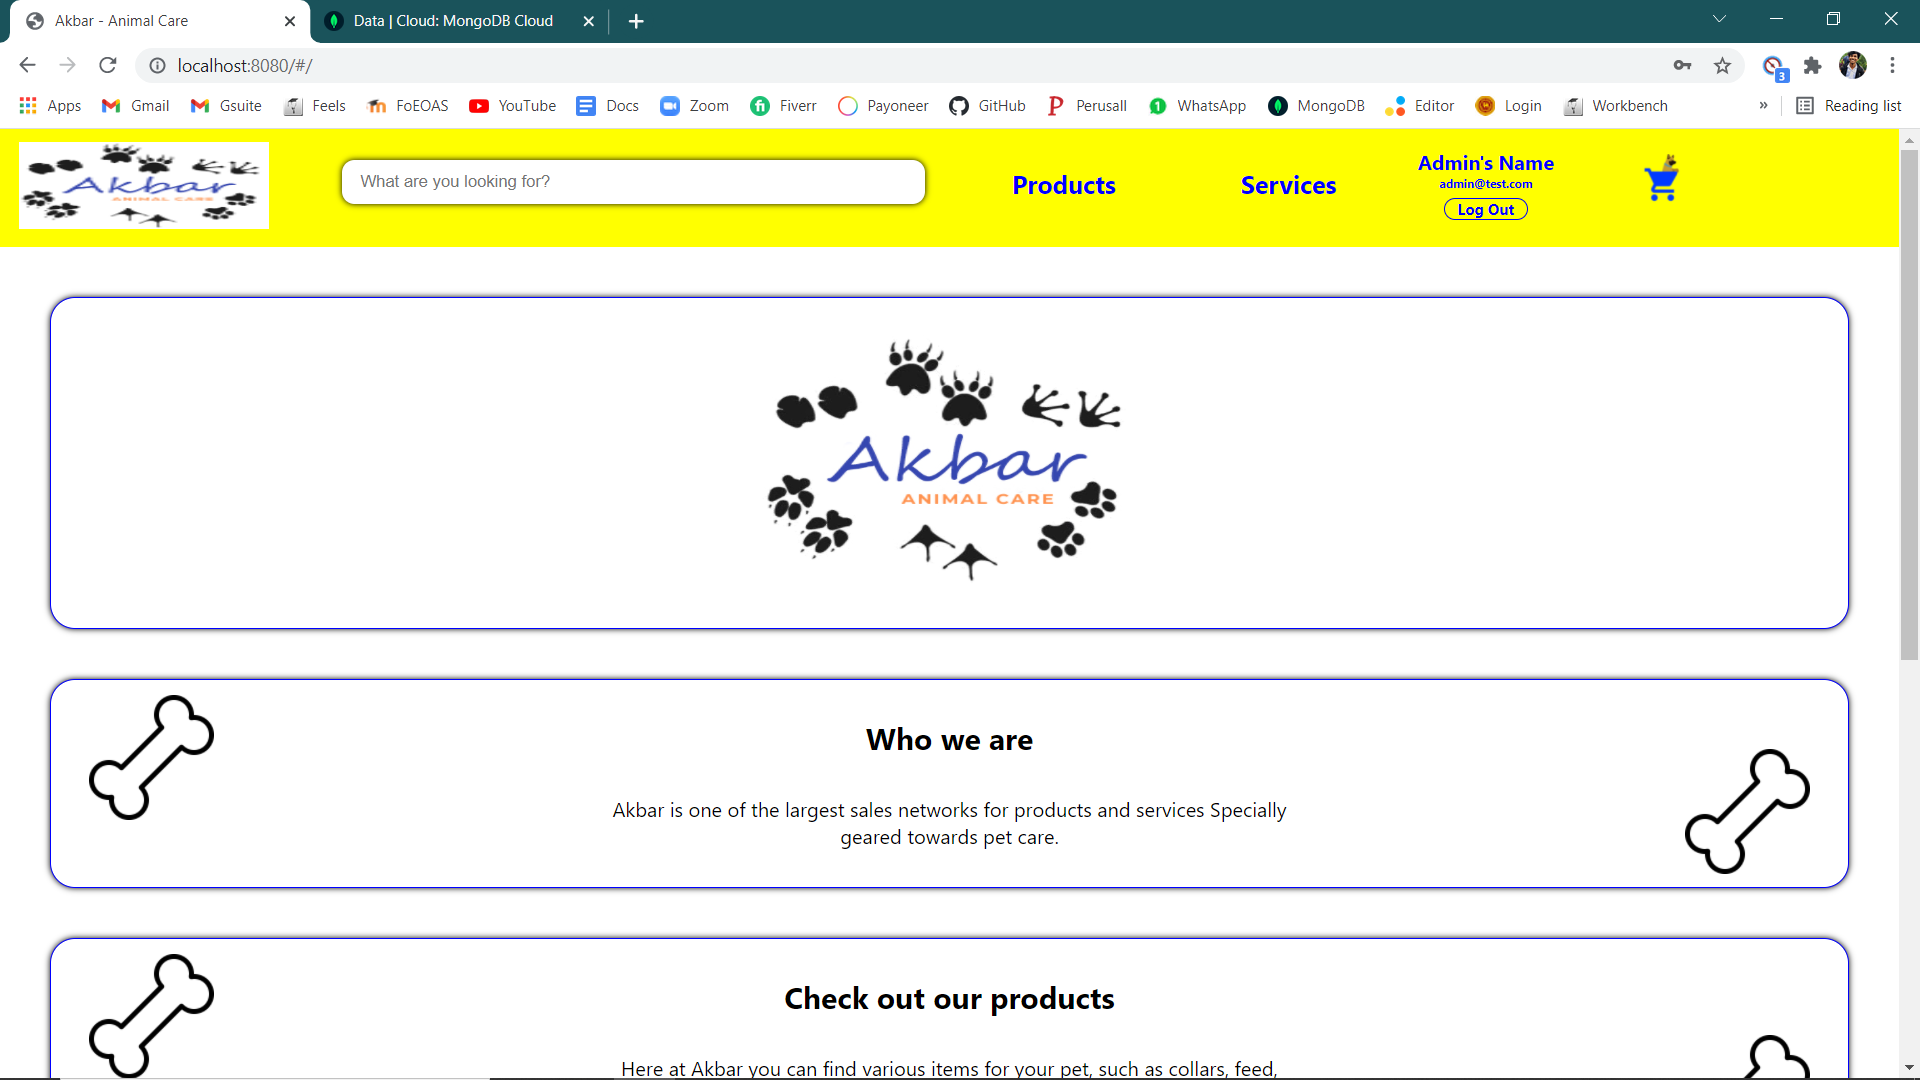 Akbar - Animal Care
Data | Cloud: MongoDB Cloud
localhost:8080/#/
3
Apps
Gmail
Gsuite
Feels
FoEOAS
YouTube
Docs
Zoom
Fiverr
Payoneer
GitHub
Perusall
1
WhatsApp
MongoDB
Editor
Login
Workbench
»
Reading list
Akbar
ANIMAL CARE
What are you looking for?
Products
Services
Admin's Name
admin@test.com
Log Out
Akbar
ANIMAL CARE
Who we are
Akbar is one of the largest sales networks for products and services Specially
geared towards pet care.
Check out our products
Here at Akbar you can find various items for your pet, such as collars, feed,